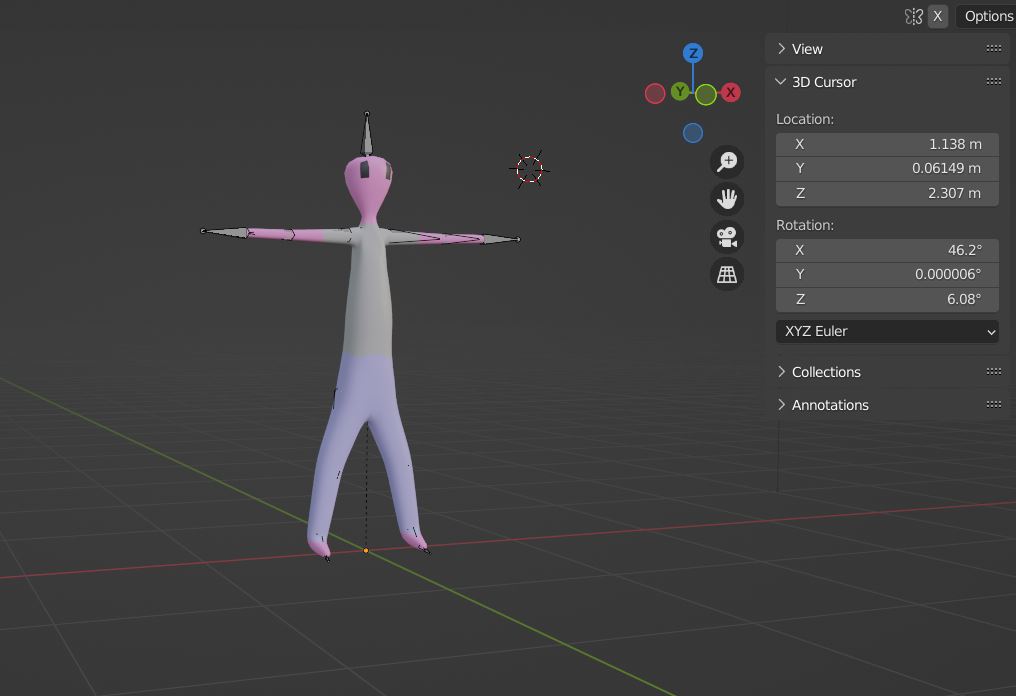 X
Options
View
Z
Y
X
3D Cursor
Location:
X 1.138 m
Y 0.06149 m
Z 2.307 m
Rotation:
X 46.2°
Y 0.000006°
Z 6.08°
XYZ Euler
Collections
Annotations